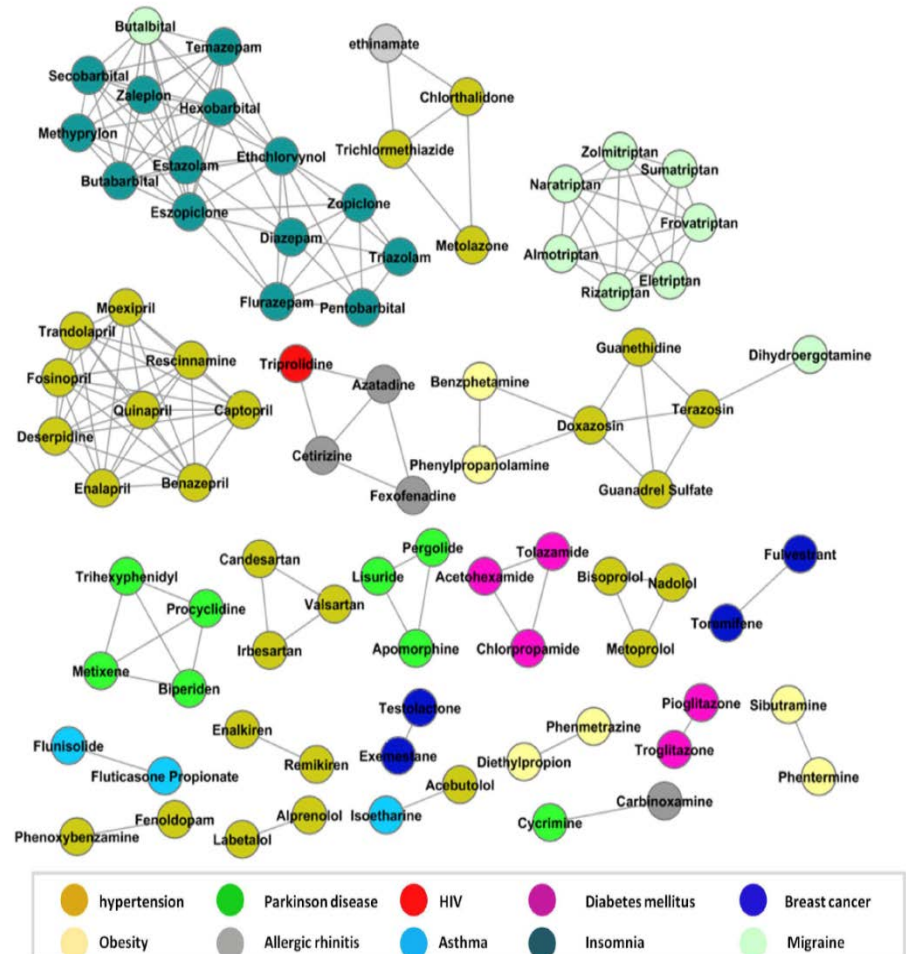 Butalbital
Temazepam
ethinamate
Secobarbital
Zaleplon
Hexobarbital
Chlorthalidone
Methyprylon
Trichlormethiazide
Zolmitriptan
Sumatriptan
Estazolam
Ethchlorvynol
Butabarbital
Naratriptan
Eszopiclone
Zopiclone
Frovatriptan
Diazepam
Metolazone
Almotriptan
Triazolam
Eletriptan
Rizatriptan
Flurazepam
Pentobarbital
Moexipril
Trandolapril
Rescinnamine
Guanethidine
Dihydroergotamine
Triprolidine
Fosinopril
Azatadine
Benzphetamine
Quinapril
Captopril
Terazosin
Doxazosin
Deserpidine
Cetirizine
Phenylpropanolamine
Enalapril
Benazepril
Fexofenadine
Guanadrel Sulfate
Pergolide
Candesartan
Tolazamide
Fulvestrant
Trihexyphenidyl
Lisuride
Acetohexamide
Bisoprolol
Nadolol
Procyclidine
Valsartan
Toremifene
Irbesartan
Apomorphine
Chlorpropamide
Metoprolol
Metixene
Biperiden
Testolactone
Pioglitazone
Sibutramine
Enalkiren
Phenmetrazine
Flunisolide
Exemestane
Troglitazone
Remikiren
Diethylpropion
Fluticasone Propionate
Phentermine
Acebutolol
Carbinoxamine
Fenoldopam
Alprenolol
Isoetharine
Cycrimine
Phenoxybenzamine
Labetalol
hypertension
Parkinson disease
HIV
Diabetes mellitus
Breast cancer
Obesity
Allergic rhinitis
Asthma
Insomnia
Migraine